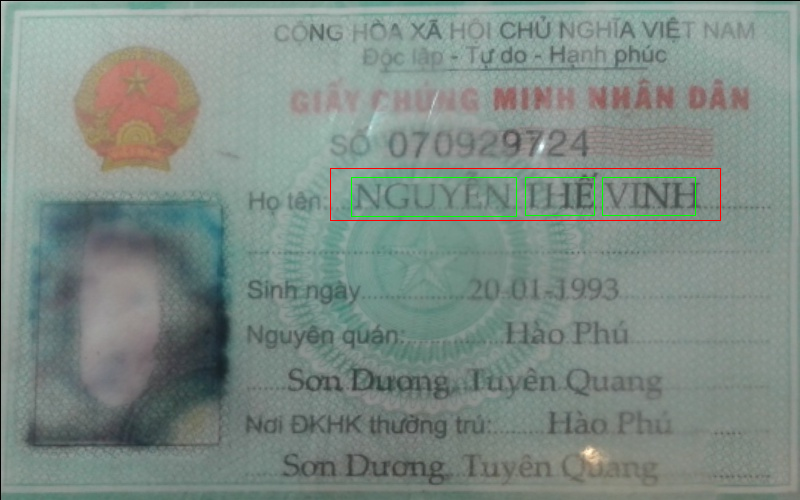 CỘNG HÒA XÃ HỘI CHỦ NGHĨA VIỆT NAM
Độc lập - Tự do - Hạnh phúc
GIẤY CHỨNG MINH NHÂN DÂN
SỐ 070929724
Họ tên: NGUYỄN THẾ VINH
Sinh ngày 20-01-1993
Nguyên quán: Hào Phú
Sơn Dương, Tuyên Quang
Nơi ĐKHK thường trú: Hào Phú
Sơn Dương, Tuyên Quang